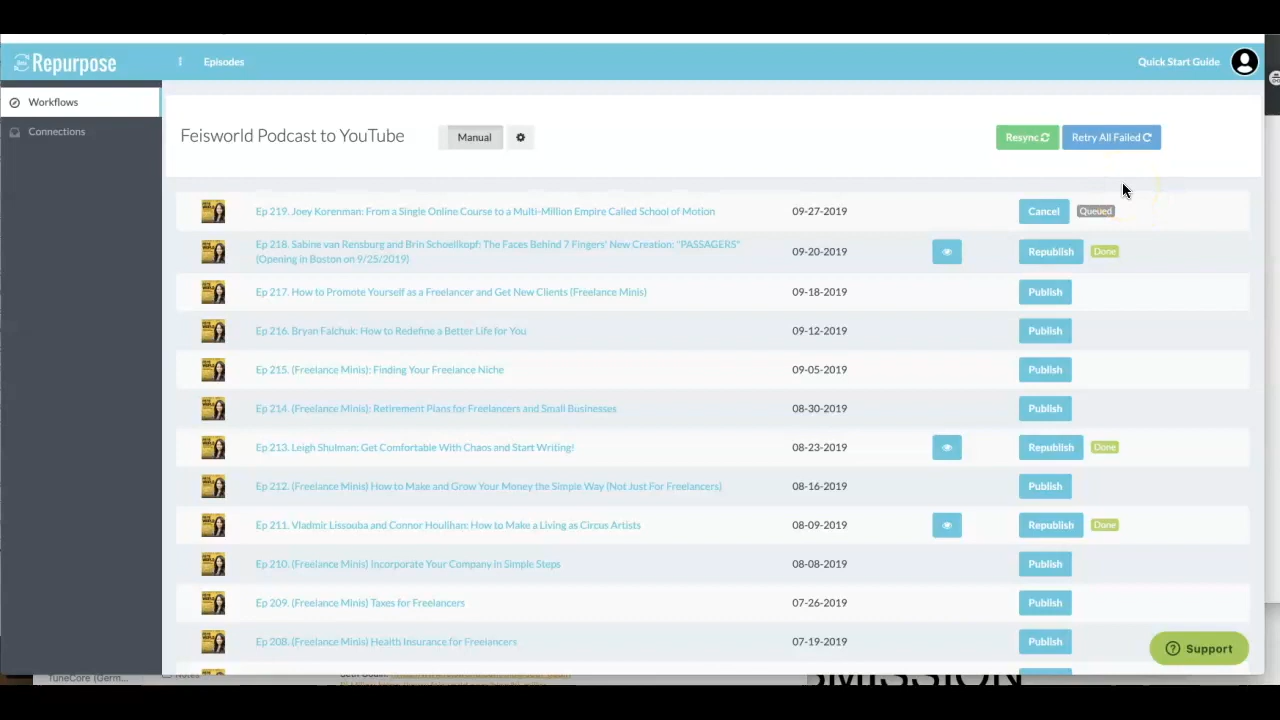 Repurpose
Episodes
Quick Start Guide
Workflows
Connections
Feisworld Podcast to YouTube
Manual
Resync
Retry All Failed
Ep 219. Joey Korenman: From a Single Online Course to a Multi-Million Empire Called School of Motion 09-27-2019 Cancel Queued
Ep 218. Sabine van Rensburg and Brin Schoellkopf: The Faces Behind 7 Fingers' New Creation: "PASSAGERS"
(Opening in Boston on 9/25/2019) 09-20-2019 Republish Done
Ep 217. How to Promote Yourself as a Freelancer and Get New Clients (Freelance Minis) 09-18-2019 Publish
Ep 216. Bryan Falchuk: How to Redefine a Better Life for You 09-12-2019 Publish
Ep 215. (Freelance Minis): Finding Your Freelance Niche 09-05-2019 Publish
Ep 214. (Freelance Minis): Retirement Plans for Freelancers and Small Businesses 08-30-2019 Publish
Ep 213. Leigh Shulman: Get Comfortable With Chaos and Start Writing! 08-23-2019 Republish Done
Ep 212. (Freelance Minis) How to Make and Grow Your Money the Simple Way (Not Just For Freelancers) 08-16-2019 Publish
Ep 211. Vladmir Lissouba and Connor Houlihan: How to Make a Living as Circus Artists 08-09-2019 Republish Done
Ep 210. (Freelance Minis) Incorporate Your Company in Simple Steps 08-08-2019 Publish
Ep 209. (Freelance Minis) Taxes for Freelancers 07-26-2019 Publish
Ep 208. (Freelance Minis) Health Insurance for Freelancers 07-19-2019 Publish
Support
TuneCore (Germ...
Notes